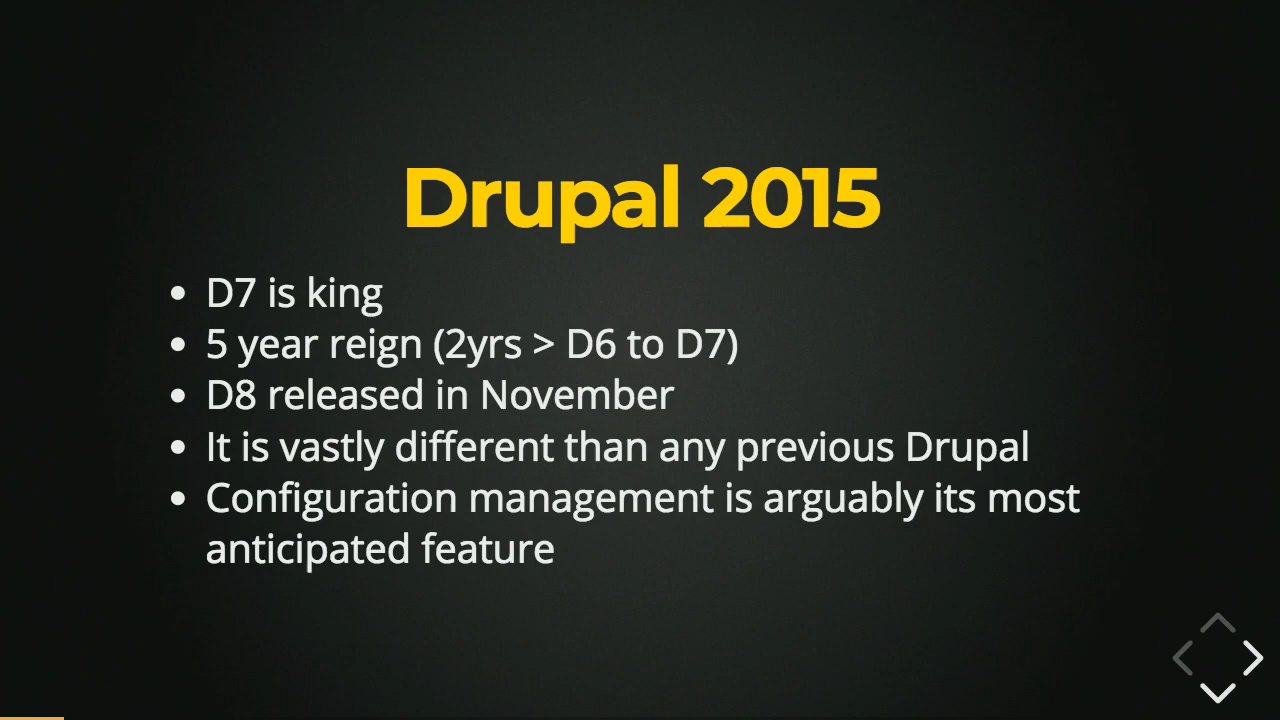 Drupal 2015
• D7 is king
• 5 year reign (2yrs > D6 to D7)
• D8 released in November
• It is vastly different than any previous Drupal
• Configuration management is arguably its most
anticipated feature